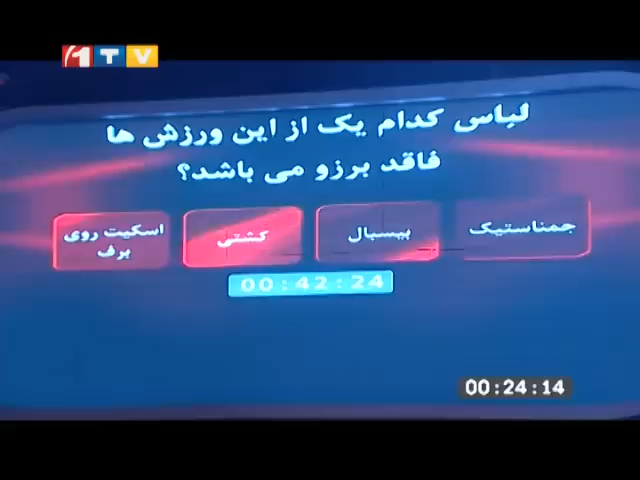 1TV
لباس کدام یک از این ورزش ها
فاقد برزو می باشد؟
جمناستیک
بیسبال
کشتی
اسکیت روی
برف
00:42:24
00:24:14